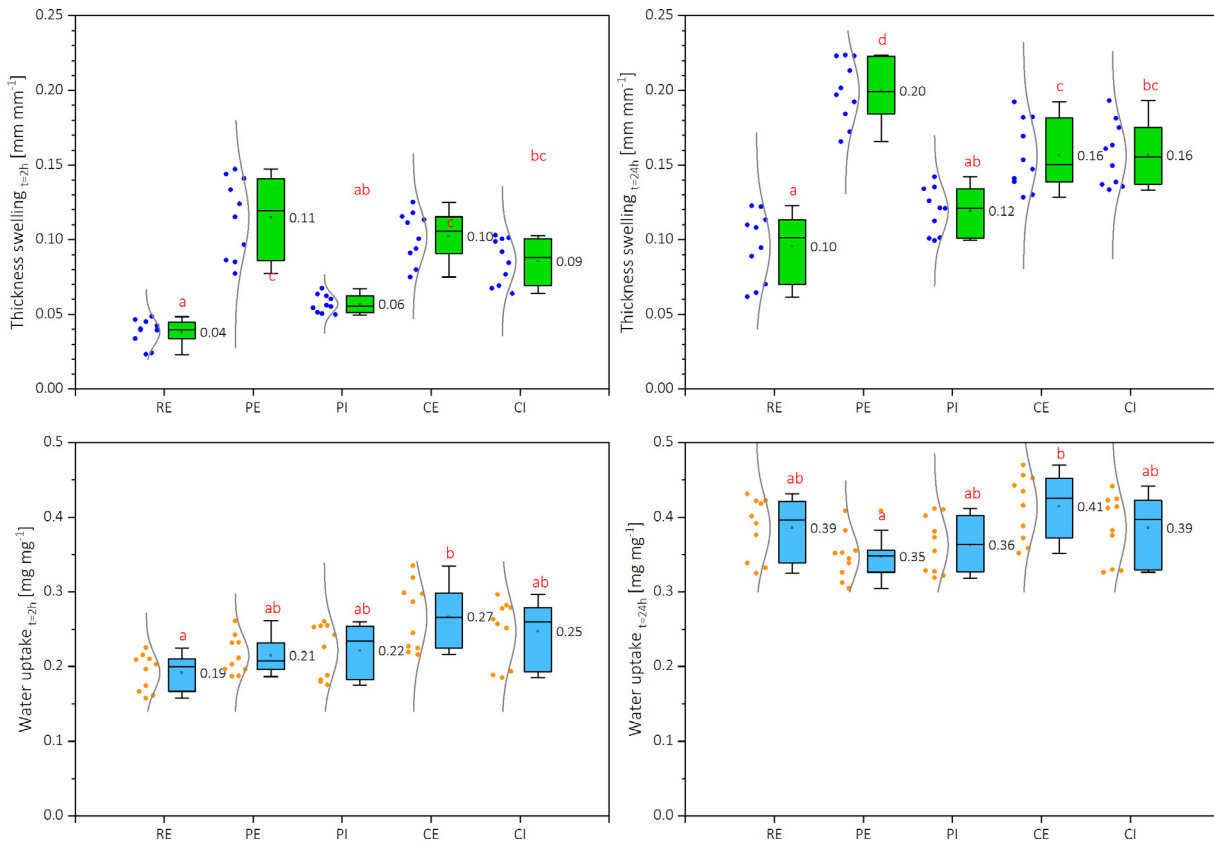 Thickness swelling t=2h [mm mm-1]
0.25
0.20
0.15
0.10
0.05
0.00
a
0.04
c
0.11
ab
0.06
c
0.10
bc
0.09
RE PE PI CE CI
Thickness swelling t=24h [mm mm-1]
0.25
0.20
0.15
0.10
0.05
0.00
a
0.10
d
0.20
ab
0.12
c
0.16
bc
0.16
RE PE PI CE CI
Water uptake t=2h [mg mg-1]
0.5
0.4
0.3
0.2
0.1
0.0
a
0.19
ab
0.21
ab
0.22
b
0.27
ab
0.25
RE PE PI CE CI
Water uptake t=24h [mg mg-1]
0.5
0.4
0.3
0.2
0.1
0.0
ab
0.39
a
0.35
ab
0.36
b
0.41
ab
0.39
RE PE PI CE CI